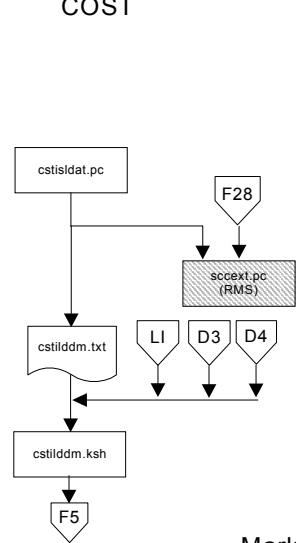 COST
cstisldat.pc
F28
sccext.pc
(RMS)
cstilddm.txt
LI
D3
D4
cstilddm.ksh
F5